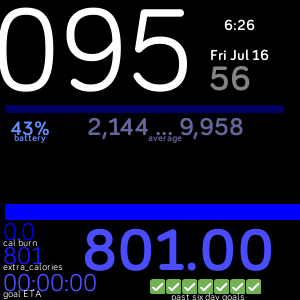 095
6:26
Fri Jul 16
56
43%
battery
2,144 ... 9,958
average
0.0
cal burn
801
extra_calories
00:00:00
goal ETA
801.00
✅✅✅✅✅✅✅
past six day goals